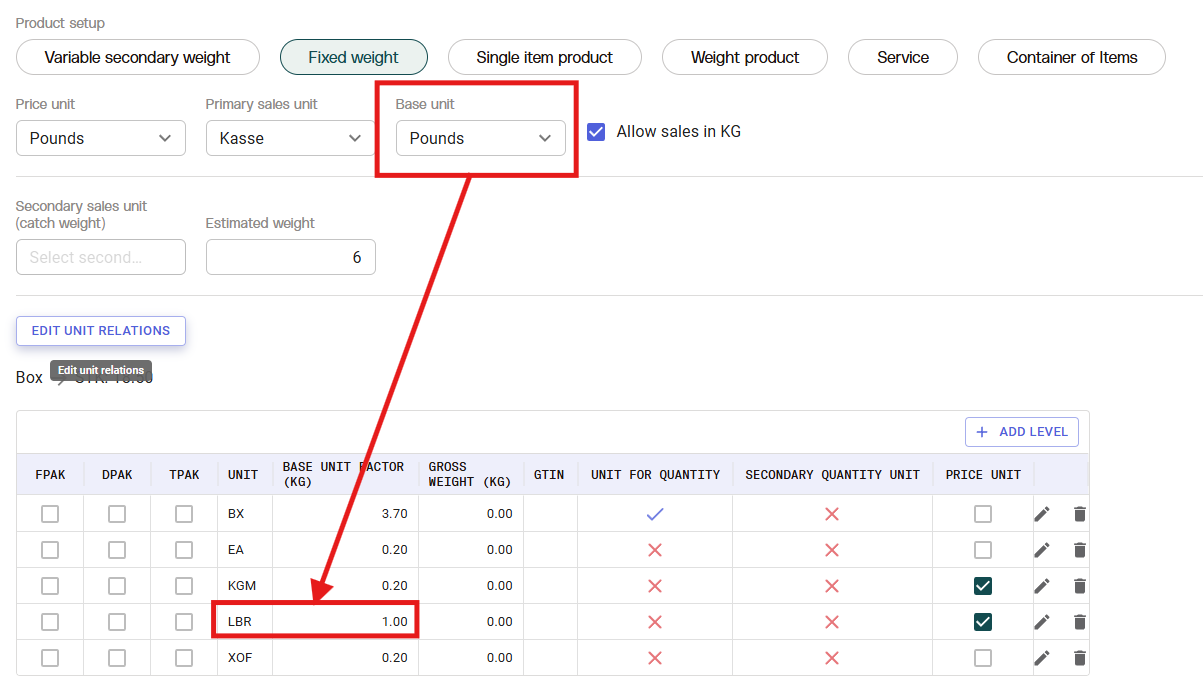 Product setup
Variable secondary weight Fixed weight Single item product Weight product Service Container of Items
Price unit Primary sales unit Base unit
Pounds Kasse Pounds Allow sales in KG
Secondary sales unit
(catch weight) Estimated weight
Select second... 6
EDIT UNIT RELATIONS
Edit unit relations
Box
ADD LEVEL
FPAK DPAK TPAK UNIT BASE UNIT FACTOR (KG) GROSS WEIGHT (KG) GTIN UNIT FOR QUANTITY SECONDARY QUANTITY UNIT PRICE UNIT
BX 3.70 0.00
EA 0.20 0.00
KGM 0.20 0.00
LBR 1.00 0.00
XOF 0.20 0.00